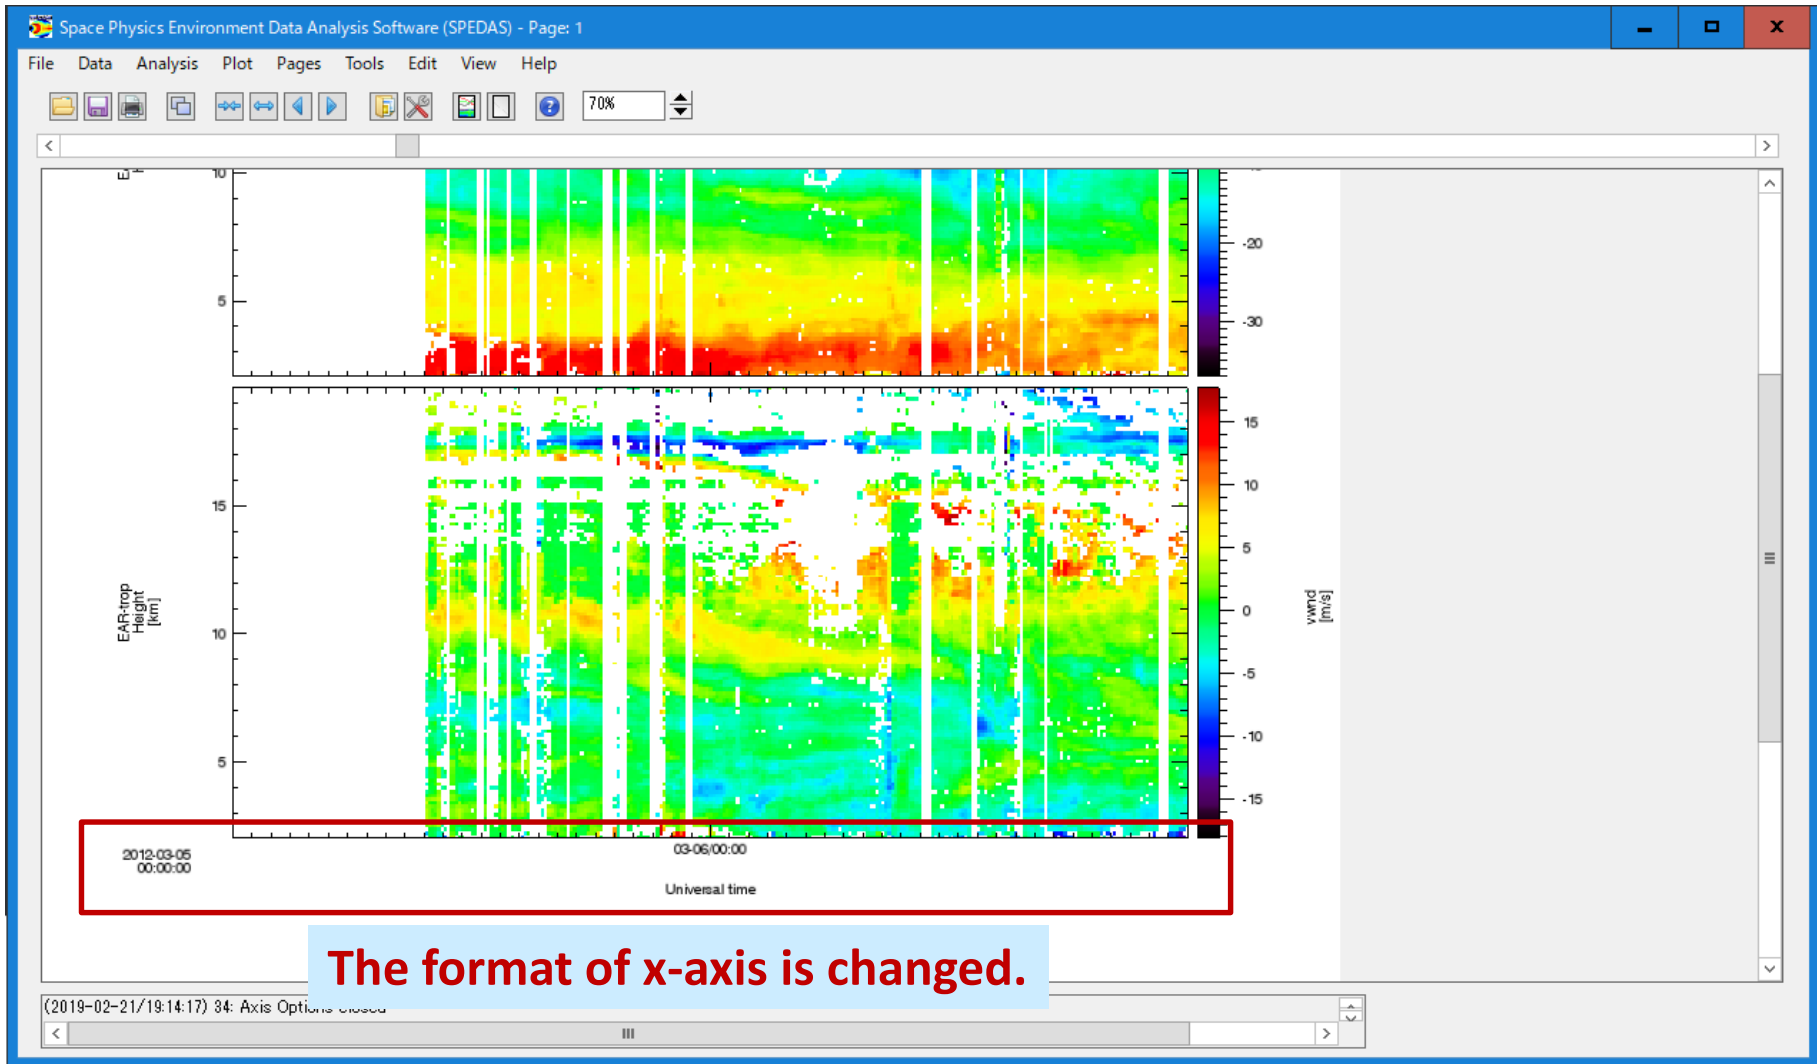 Space Physics Environment Data Analysis Software (SPEDAS) - Page: 1
File Data Analysis Plot Pages Tools Edit View Help
70%
10
5
-20
-30
EAR-trop
Height
[km]
15
10
5
15
10
5
0
-5
-10
-15
vwnd
[m/s]
2012-03-05
00:00:00
03-06/00:00
Universal time
The format of x-axis is changed.
(2019-02-21/19:14:17) 34: Axis Options closed